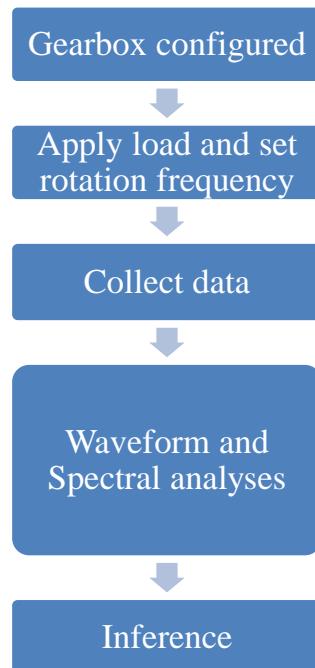 Gearbox configured
Apply load and set
rotation frequency
Collect data
Waveform and
Spectral analyses
Inference